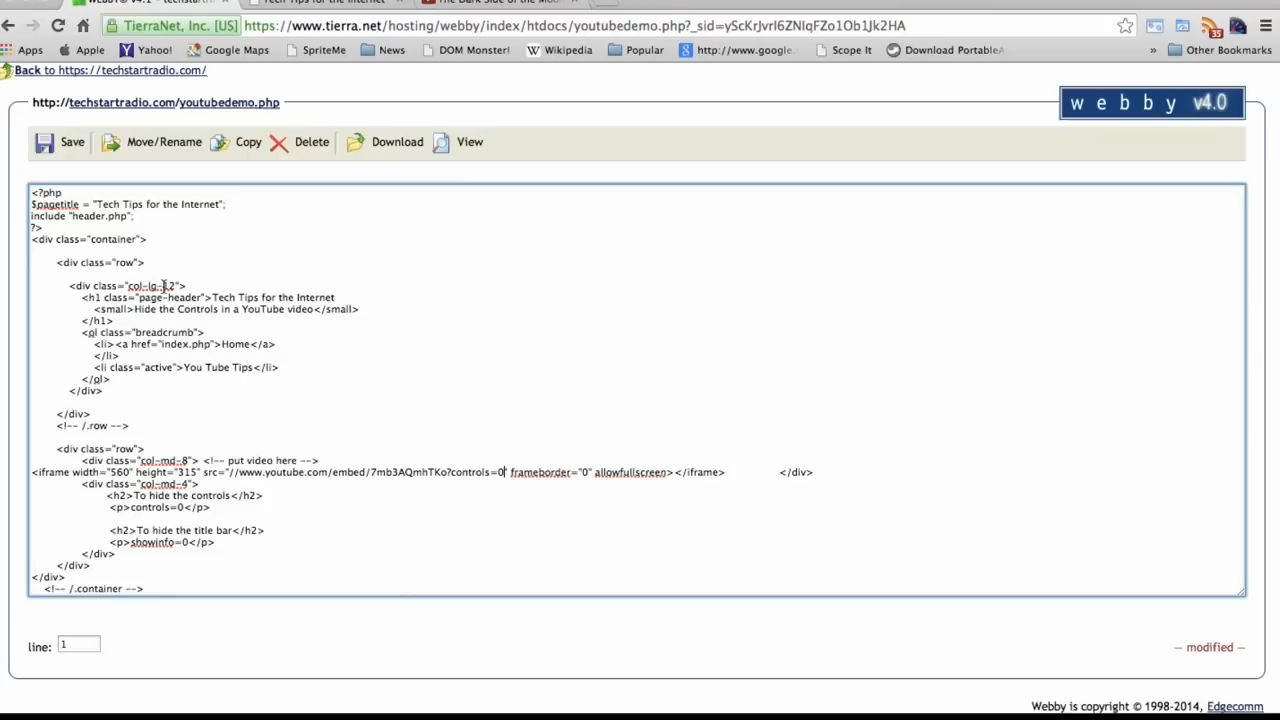 TierraNet, Inc. [US] https://www.tierra.net/hosting/webby/index/htdocs/youtubedemo.php?_sid=yScKrJvrI6ZNlqFZo1Ob1Jk2HA
Apps Apple Yahoo! Google Maps SpriteMe News DOM Monster! Wikipedia Popular http://www.google. Scope It Download PortableA » Other Bookmarks
35
Back to https://techstartradio.com/
http://techstartradio.com/youtubedemo.php
webby v4.0
Save Move/Rename Copy Delete Download View
<?php
$pagetitle = "Tech Tips for the Internet";
include "header.php";
?>
<div class="container">
<div class="row">
<div class="col-lg-12">
<h1 class="page-header">Tech Tips for the Internet
<small>Hide the Controls in a YouTube video</small>
</h1>
<ol class="breadcrumb">
<li><a href="index.php">Home</a>
</li>
<li class="active">You Tube Tips</li>
</ol>
</div>
</div>
<!-- /.row -->
<div class="row">
<div class="col-md-8"> <!-- put video here -->
<iframe width="560" height="315" src="//www.youtube.com/embed/7mb3AQmhTKo?controls=0" frameborder="0" allowfullscreen></iframe> </div>
<div class="col-md-4">
<h2>To hide the controls</h2>
<p>controls=0</p>
<h2>To hide the title bar</h2>
<p>showinfo=0</p>
</div>
</div>
</div>
<!-- /.container -->
line: 1
— modified —
Webby is copyright © 1998-2014, Edgecomm